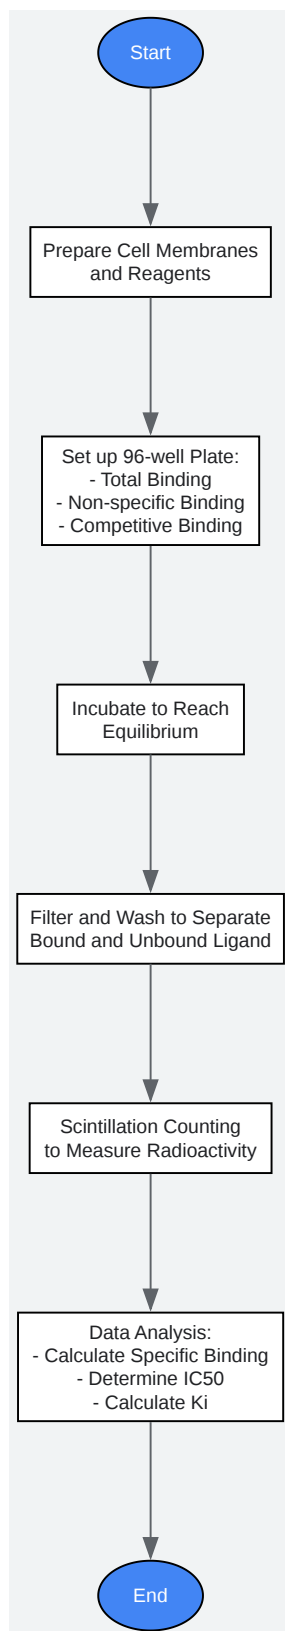 Start
Prepare Cell Membranes
and Reagents
Set up 96-well Plate:
- Total Binding
- Non-specific Binding
- Competitive Binding
Incubate to Reach
Equilibrium
Filter and Wash to Separate
Bound and Unbound Ligand
Scintillation Counting
to Measure Radioactivity
Data Analysis:
- Calculate Specific Binding
- Determine IC50
- Calculate Ki
End